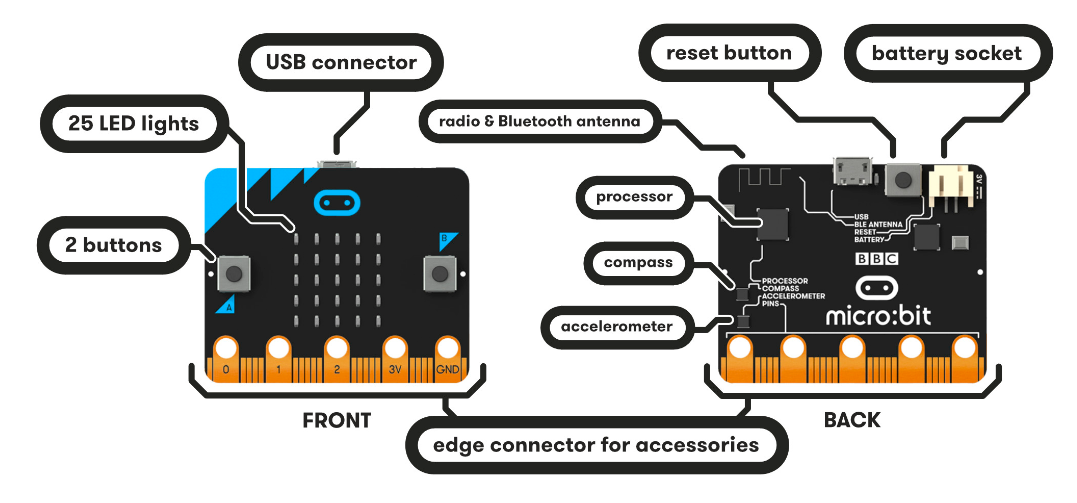 USB connector
25 LED lights
2 buttons
B
A
0 1 2 3V GND
FRONT
reset button
battery socket
radio & Bluetooth antenna
processor
compass
accelerometer
3V
USB
BLE ANTENNA
RESET
BATTERY
BBC
PROCESSOR
COMPASS
ACCELEROMETER
PINS
micro:bit
BACK
edge connector for accessories